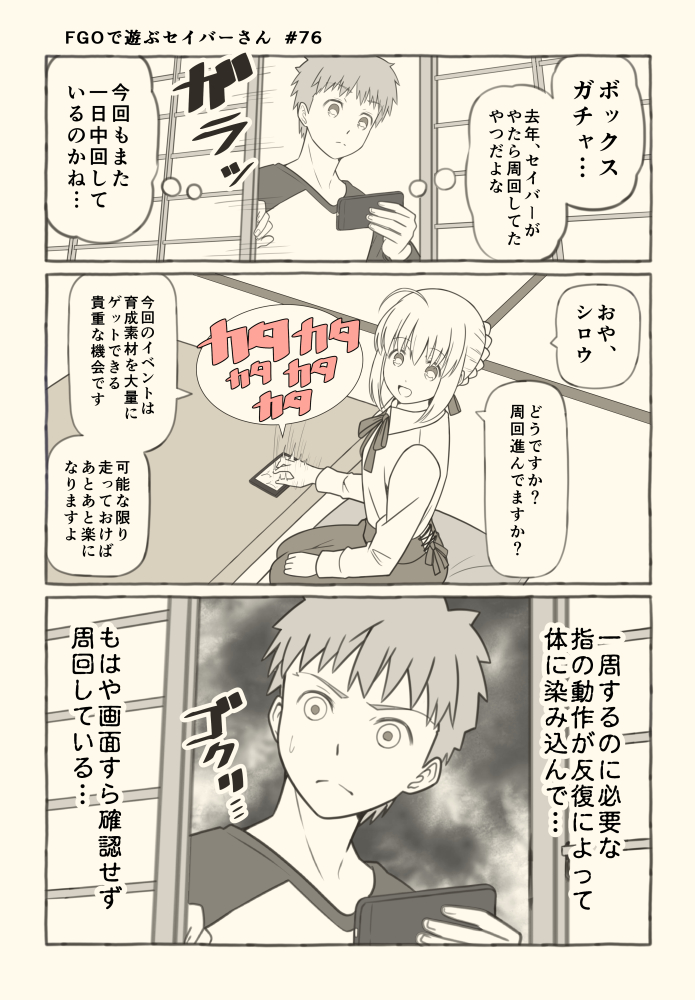 FGOで遊ぶセイバーさん #76
ボックス
ガチャ…
去年、セイバーが
やたら周回してた
やつだよな
ガラッ
今回もまた
一日中回して
いるのかね…
おや、
シロウ
どうですか?
周回進んでますか?
カタカタ
カタカタ
カタ
今回のイベントは
育成素材を大量に
ゲットできる
貴重な機会です
可能な限り
走っておけば
あとあと楽に
なりますよ
一周するのに必要な
指の動作が反復によって
体に染み込んで…
ゴクリ…
もはや画面すら確認せず
周回している…